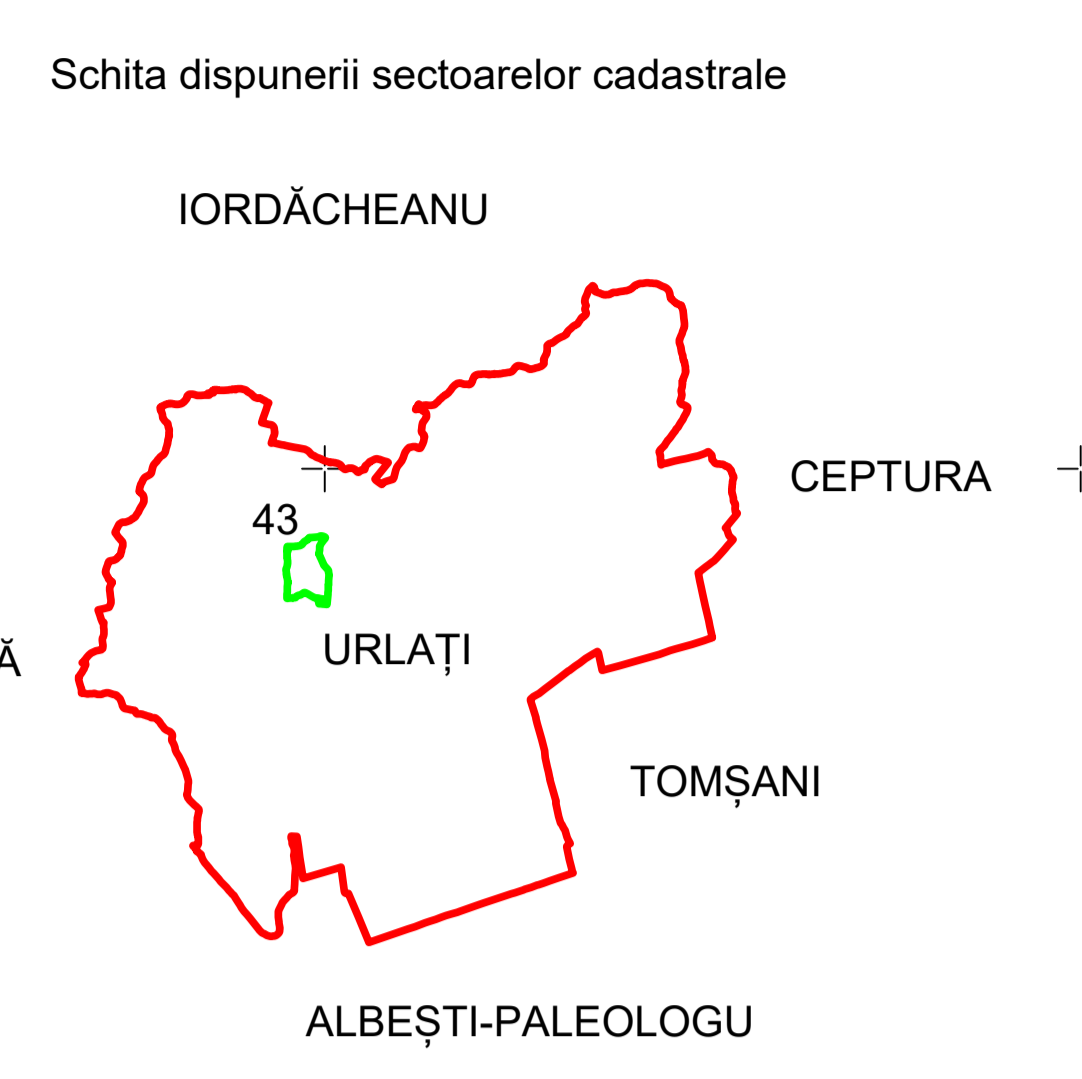 Schita dispunerii sectoarelor cadastrale
IORDĂCHEANU
CEPTURA
43
URLAȚI
Ă
TOMȘANI
ALBEȘTI-PALEOLOGU